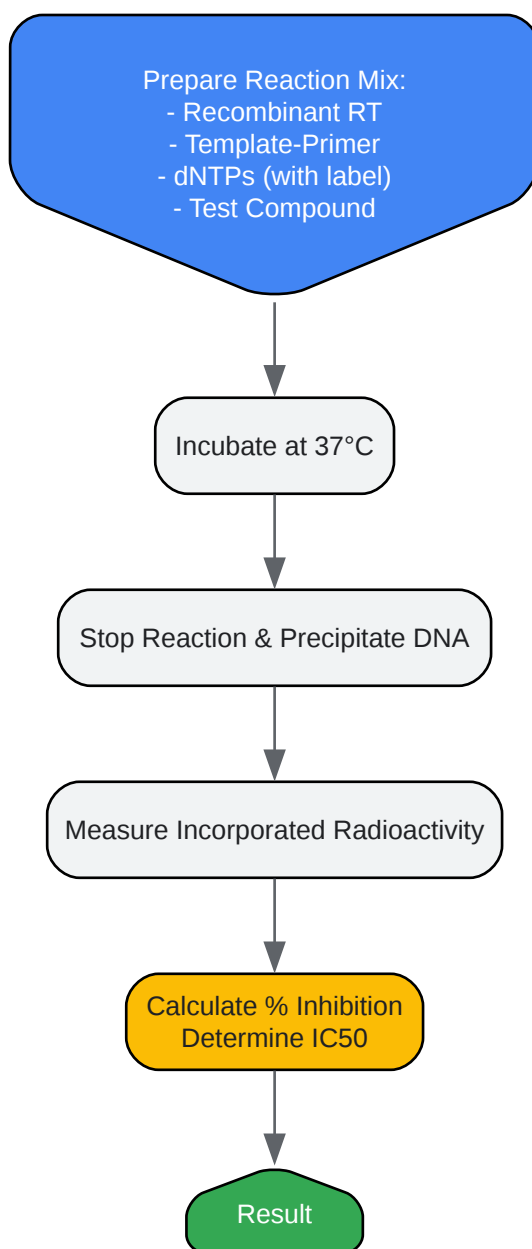 Prepare Reaction Mix:
- Recombinant RT
- Template-Primer
- dNTPs (with label)
- Test Compound
Incubate at 37°C
Stop Reaction & Precipitate DNA
Measure Incorporated Radioactivity
Calculate % Inhibition
Determine IC50
Result